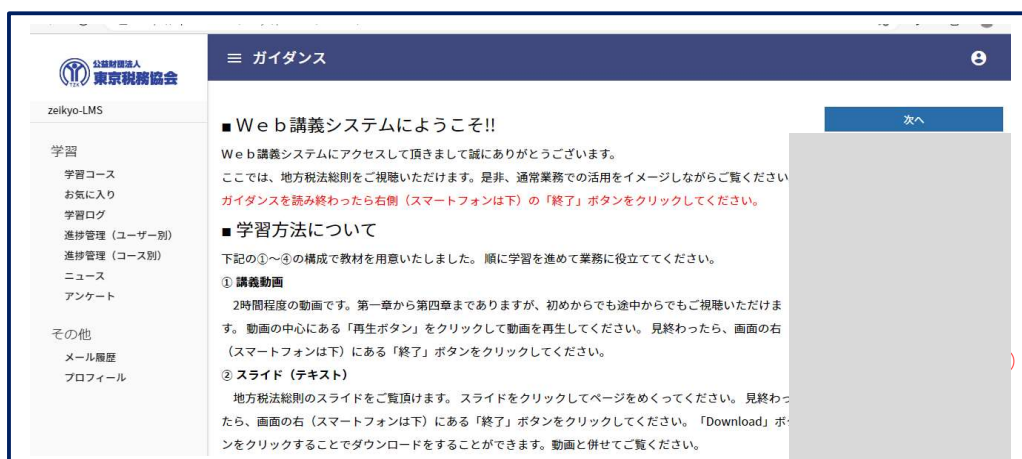 公益財団法人
東京税務協会
TZK
zeikyo-LMS
学習
学習コース
お気に入り
学習ログ
進捗管理（ユーザー別）
進捗管理（コース別）
ニュース
アンケート
その他
メール履歴
プロフィール
ガイダンス
次へ
■Ｗｅｂ講義システムにようこそ!!
Ｗｅｂ講義システムにアクセスして頂きまして誠にありがとうございます。
ここでは、地方税法総則をご視聴いただけます。是非、通常業務での活用をイメージしながらご覧ください
ガイダンスを読み終わったら右側（スマートフォンは下）の「終了」ボタンをクリックしてください。
■学習方法について
下記の①～④の構成で教材を用意いたしました。 順に学習を進めて業務に役立ててください。
① 講義動画
2時間程度の動画です。第一章から第四章までありますが、初めからでも途中からでもご視聴いただけま
す。 動画の中心にある「再生ボタン」をクリックして動画を再生してください。 見終わったら、画面の右
（スマートフォンは下）にある「終了」ボタンをクリックしてください。
② スライド（テキスト）
地方税法総則のスライドをご覧頂けます。 スライドをクリックしてページをめくってください。 見終わっ
たら、画面の右（スマートフォンは下）にある「終了」ボタンをクリックしてください。 「Download」ボ
ンをクリックすることでダウンロードをすることができます。動画と併せてご覧ください。